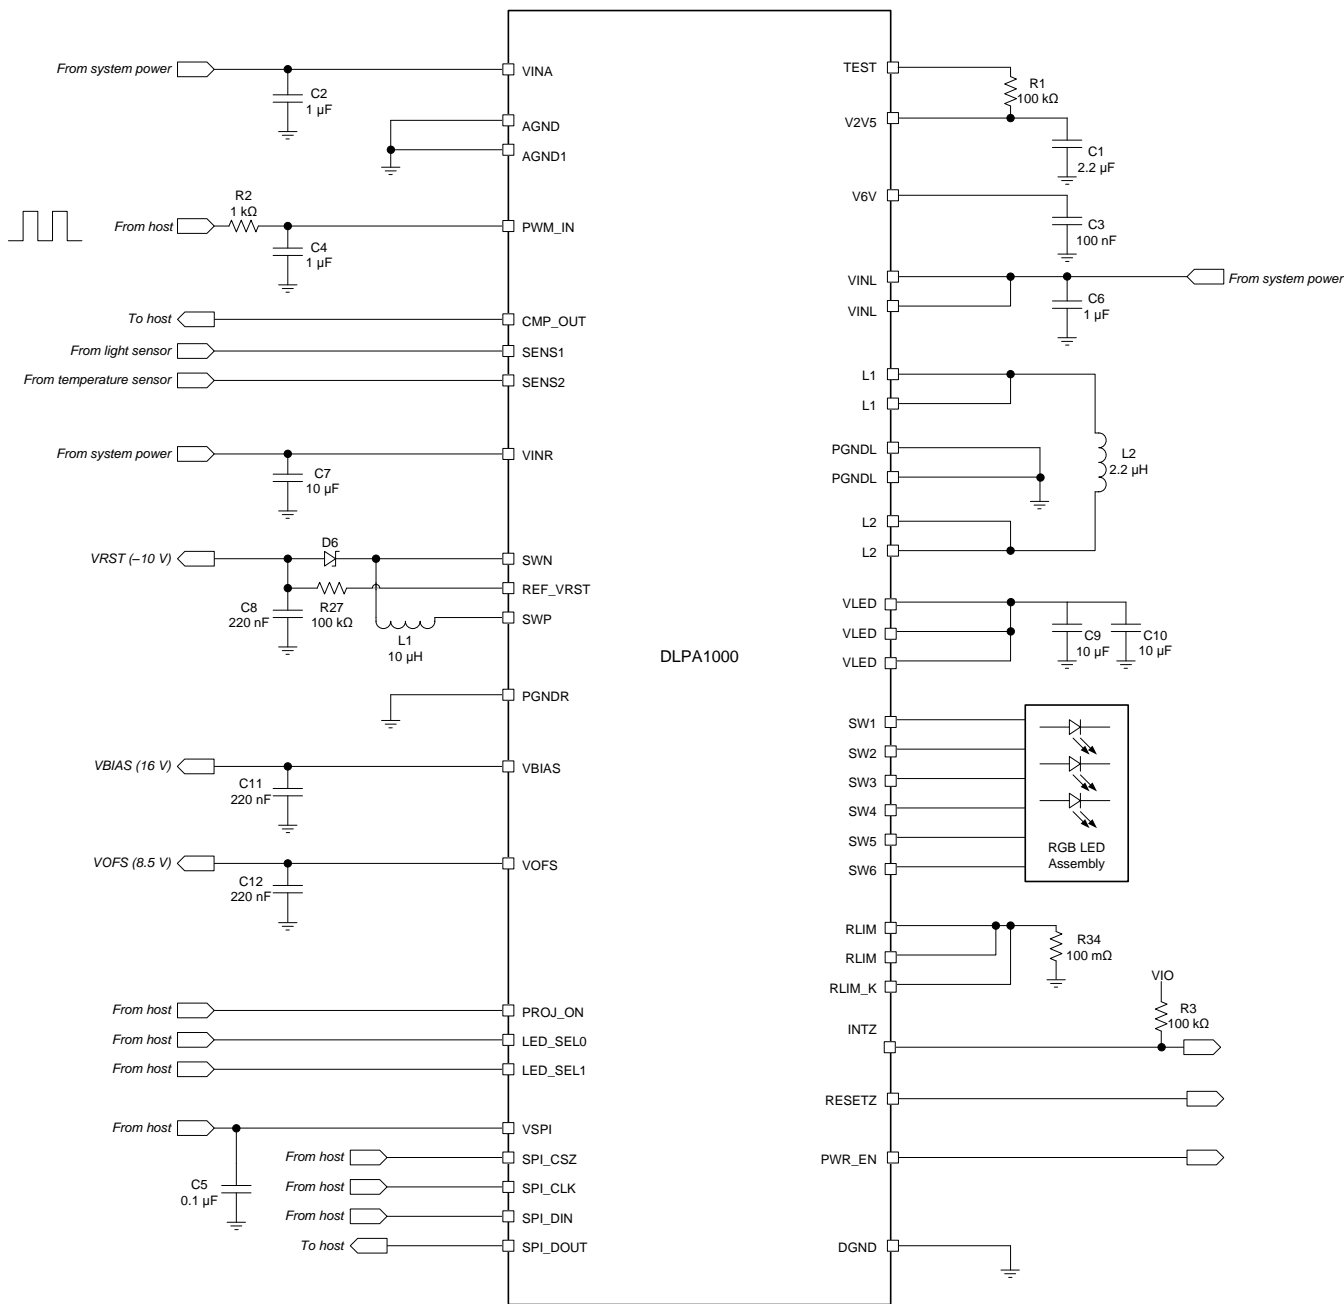 From system power
VINA
C2
1 µF
AGND
AGND1
R2
1 kΩ
From host
PWM_IN
C4
1 µF
To host
CMP_OUT
From light sensor
SENS1
From temperature sensor
SENS2
From system power
VINR
C7
10 µF
VRST (–10 V)
D6
SWN
REF_VRST
C8
220 nF
R27
100 kΩ
SWP
L1
10 µH
PGNDR
VBIAS (16 V)
VBIAS
C11
220 nF
VOFS (8.5 V)
VOFS
C12
220 nF
From host
PROJ_ON
From host
LED_SEL0
From host
LED_SEL1
From host
VSPI
C5
0.1 µF
From host
SPI_CSZ
From host
SPI_CLK
From host
SPI_DIN
To host
SPI_DOUT
DLPA1000
TEST
R1
100 kΩ
V2V5
C1
2.2 µF
V6V
C3
100 nF
VINL
From system power
VINL
C6
1 µF
L1
L1
PGNDL
L2
2.2 µH
PGNDL
L2
L2
VLED
VLED
C9
10 µF
C10
10 µF
VLED
SW1
SW2
SW3
SW4
SW5
SW6
RGB LED
Assembly
RLIM
R34
100 mΩ
RLIM
RLIM_K
VIO
R3
100 kΩ
INTZ
RESETZ
PWR_EN
DGND